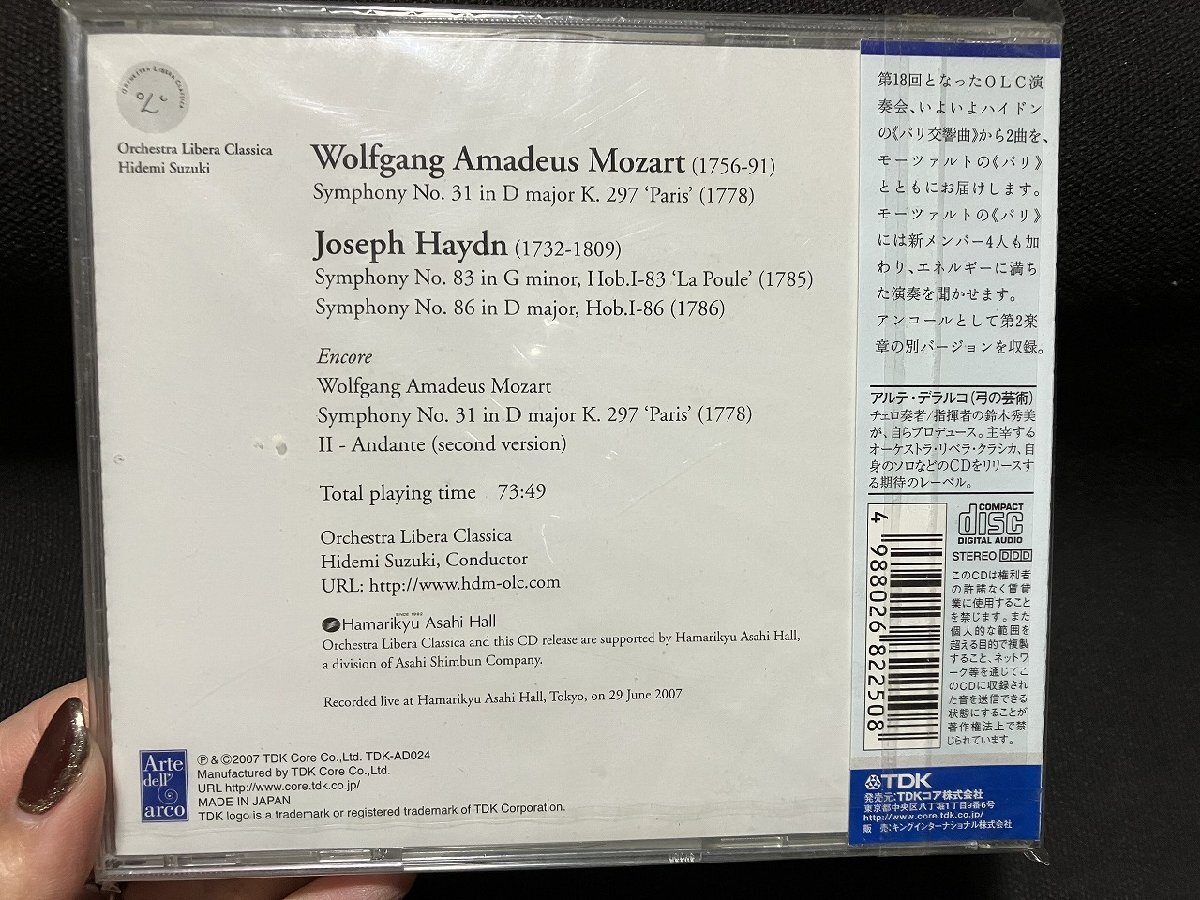 ORCHESTRA LIBERA CLASSICA
Orchestra Libera Classica
Hidemi Suzuki
Wolfgang Amadeus Mozart (1756-91)
Symphony No. 31 in D major K. 297 ‘Paris’ (1778)
Joseph Haydn (1732-1809)
Symphony No. 83 in G minor, Hob.I-83 ‘La Poule’ (1785)
Symphony No. 86 in D major, Hob.I-86 (1786)
Encore
Wolfgang Amadeus Mozart
Symphony No. 31 in D major K. 297 ‘Paris’ (1778)
II - Andante (second version)
Total playing time 73:49
Orchestra Libera Classica
Hidemi Suzuki, Conductor
URL: http://www.hdm-olc.com
SINCE 1992
Hamarikyu Asahi Hall
Orchestra Libera Classica and this CD release are supported by Hamarikyu Asahi Hall,
a division of Asahi Shimbun Company.
Recorded live at Hamarikyu Asahi Hall, Tokyo, on 29 June 2007
Arte
dell'
arco
℗ & ©2007 TDK Core Co.,Ltd. TDK-AD024
Manufactured by TDK Core Co.,Ltd.
URL http://www.core.tdk.co.jp/
MADE IN JAPAN
TDK logo is a trademark or registered trademark of TDK Corporation.
第18回となったOLC演
奏会、いよいよハイドン
の《パリ交響曲》から2曲を、
モーツァルトの《パリ》
とともにお届けします。
モーツァルトの《パリ》
には新メンバー4人も加
わり、エネルギーに満ち
た演奏を聞かせます。
アンコールとして第2楽
章の別バージョンを収録。
アルテ・デラルコ(弓の芸術)
チェロ奏者/指揮者の鈴木秀美
が、自らプロデュース。主宰する
オーケストラ・リベラ・クラシカ、自
身のソロなどのCDをリリースす
る期待のレーベル。
4 988026 822508
COMPACT
disc
DIGITAL AUDIO
STEREO DDD
このCDは権利者
の許諾なく賃貸
業に使用すること
を禁じます。また
個人的な範囲を
超える目的で複製
すること、ネットワ
ーク等を通じてこ
のCDに収録され
た音を送信できる
状態にすることが
著作権法上で禁
じられています。
TDK
発売元:TDKコア株式会社
東京都中央区八丁堀1丁目9番6号
http://www.core.tdk.co.jp/
販 売:キングインターナショナル株式会社